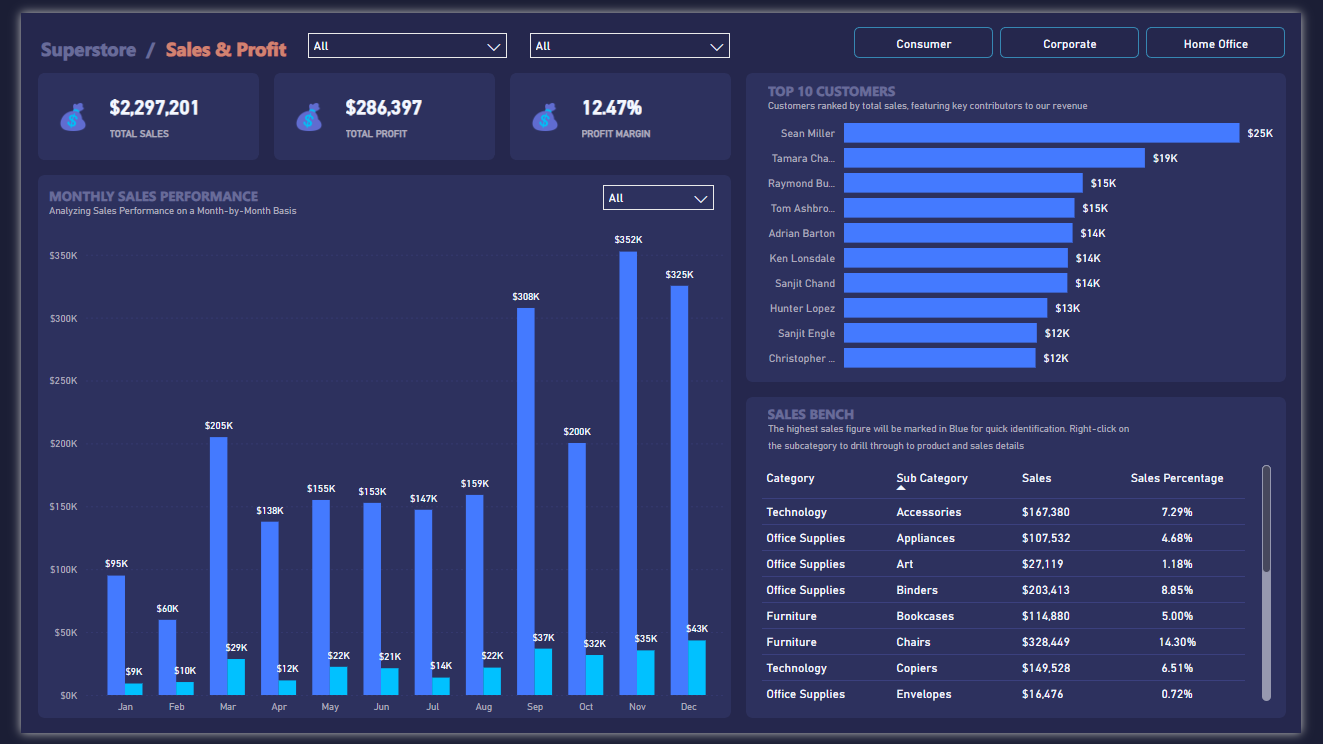 Superstore / Sales & Profit
All
All
Consumer
Corporate
Home Office
$2,297,201
TOTAL SALES
$286,397
TOTAL PROFIT
12.47%
PROFIT MARGIN
MONTHLY SALES PERFORMANCE
Analyzing Sales Performance on a Month-by-Month Basis
All
$350K
$300K
$250K
$200K
$150K
$100K
$50K
$0K
$95K
$9K
$60K
$10K
$205K
$29K
$138K
$12K
$155K
$22K
$153K
$21K
$147K
$14K
$159K
$22K
$308K
$37K
$200K
$32K
$352K
$35K
$325K
$43K
Jan Feb Mar Apr May Jun Jul Aug Sep Oct Nov Dec
TOP 10 CUSTOMERS
Customers ranked by total sales, featuring key contributors to our revenue
Sean Miller $25K
Tamara Cha... $19K
Raymond Bu... $15K
Tom Ashbro... $15K
Adrian Barton $14K
Ken Lonsdale $14K
Sanjit Chand $14K
Hunter Lopez $13K
Sanjit Engle $12K
Christopher ... $12K
SALES BENCH
The highest sales figure will be marked in Blue for quick identification. Right-click on
the subcategory to drill through to product and sales details
Category Sub Category Sales Sales Percentage
Technology Accessories $167,380 7.29%
Office Supplies Appliances $107,532 4.68%
Office Supplies Art $27,119 1.18%
Office Supplies Binders $203,413 8.85%
Furniture Bookcases $114,880 5.00%
Furniture Chairs $328,449 14.30%
Technology Copiers $149,528 6.51%
Office Supplies Envelopes $16,476 0.72%